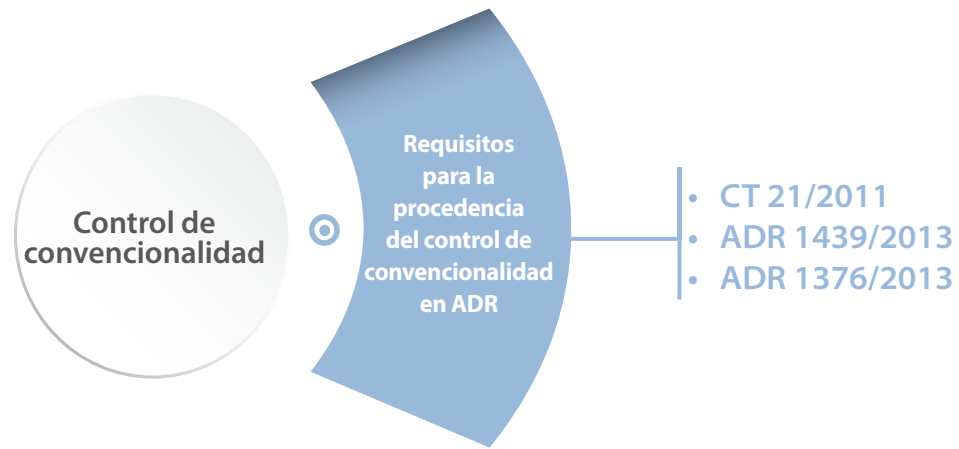 Control de
convencionalidad
Requisitos
para la
procedencia
del control de
convencionalidad
en ADR
• CT 21/2011
• ADR 1439/2013
• ADR 1376/2013